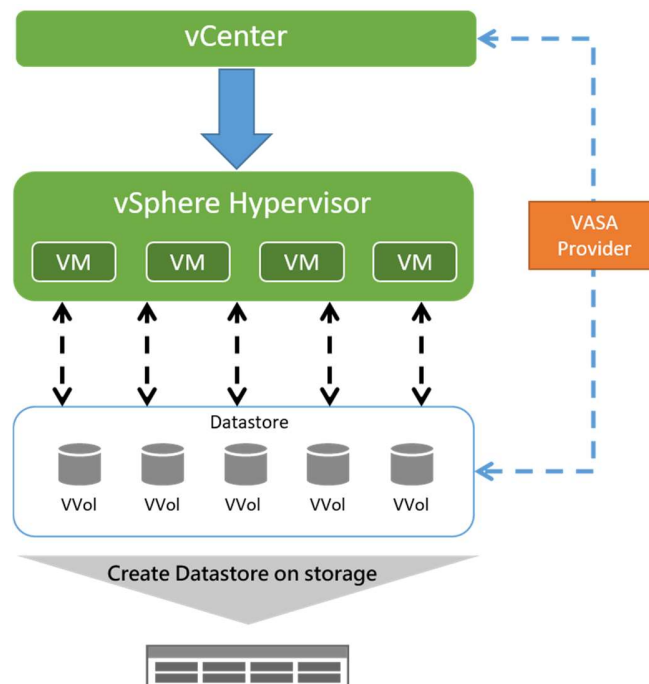 vCenter
vSphere Hypervisor
VM VM VM VM
VASA
Provider
Datastore
VVol VVol VVol VVol VVol
Create Datastore on storage